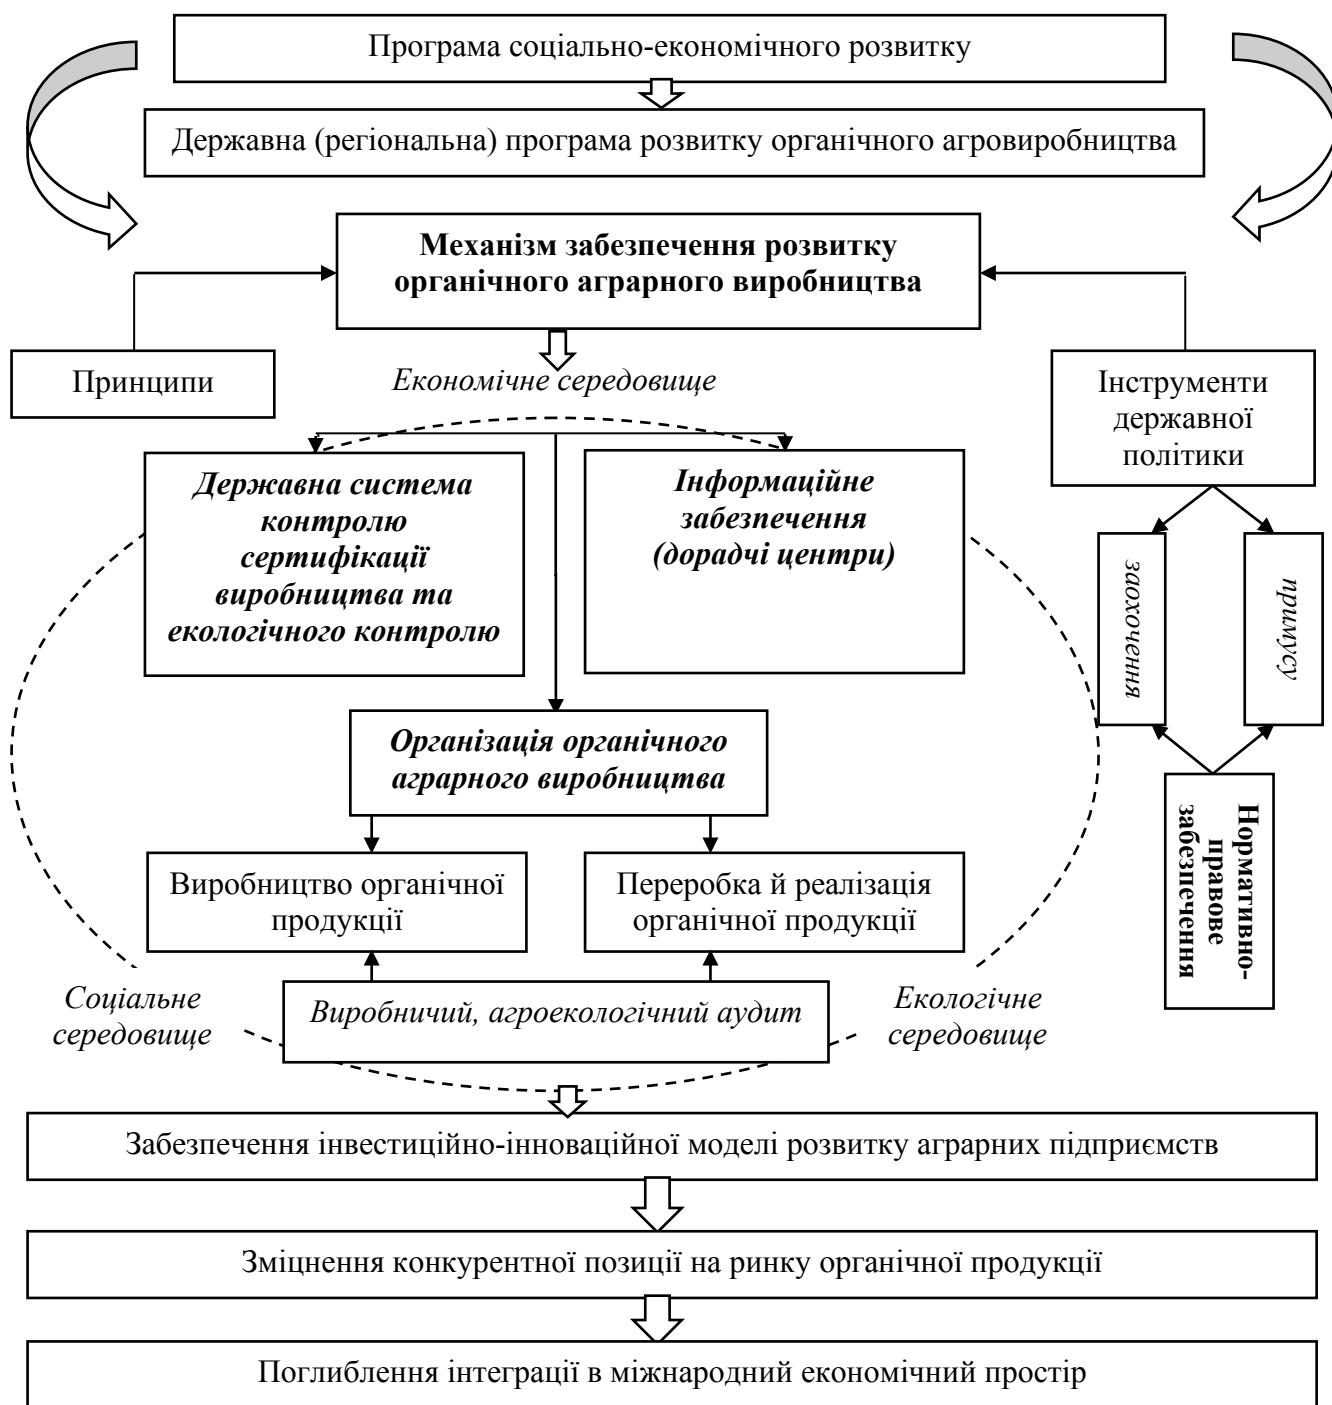 Програма соціально-економічного розвитку
Державна (регіональна) програма розвитку органічного агровиробництва
Механізм забезпечення розвитку
органічного аграрного виробництва
Принципи
Економічне середовище
Інструменти
державної
політики
Державна система
контролю
сертифікації
виробництва та
екологічного контролю
Інформаційне
забезпечення
(дорадчі центри)
заохочення
примусу
Організація органічного
аграрного виробництва
Нормативно-
правове
забезпечення
Виробництво органічної
продукції
Переробка й реалізація
органічної продукції
Соціальне
середовище
Виробничий, агроекологічний аудит
Екологічне
середовище
Забезпечення інвестиційно-інноваційної моделі розвитку аграрних підприємств
Зміцнення конкурентної позиції на ринку органічної продукції
Поглиблення інтеграції в міжнародний економічний простір